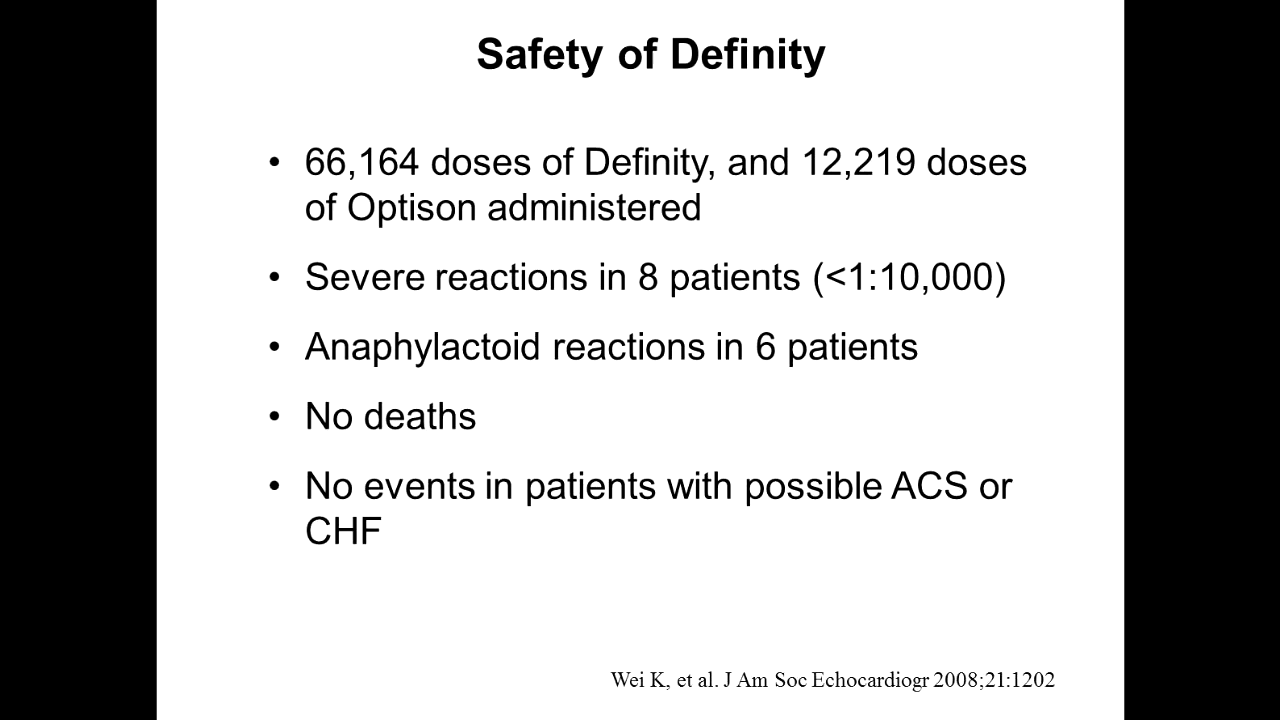 Safety of Definity
• 66,164 doses of Definity, and 12,219 doses
of Optison administered
• Severe reactions in 8 patients (<1:10,000)
• Anaphylactoid reactions in 6 patients
• No deaths
• No events in patients with possible ACS or
CHF
Wei K, et al. J Am Soc Echocardiogr 2008;21:1202